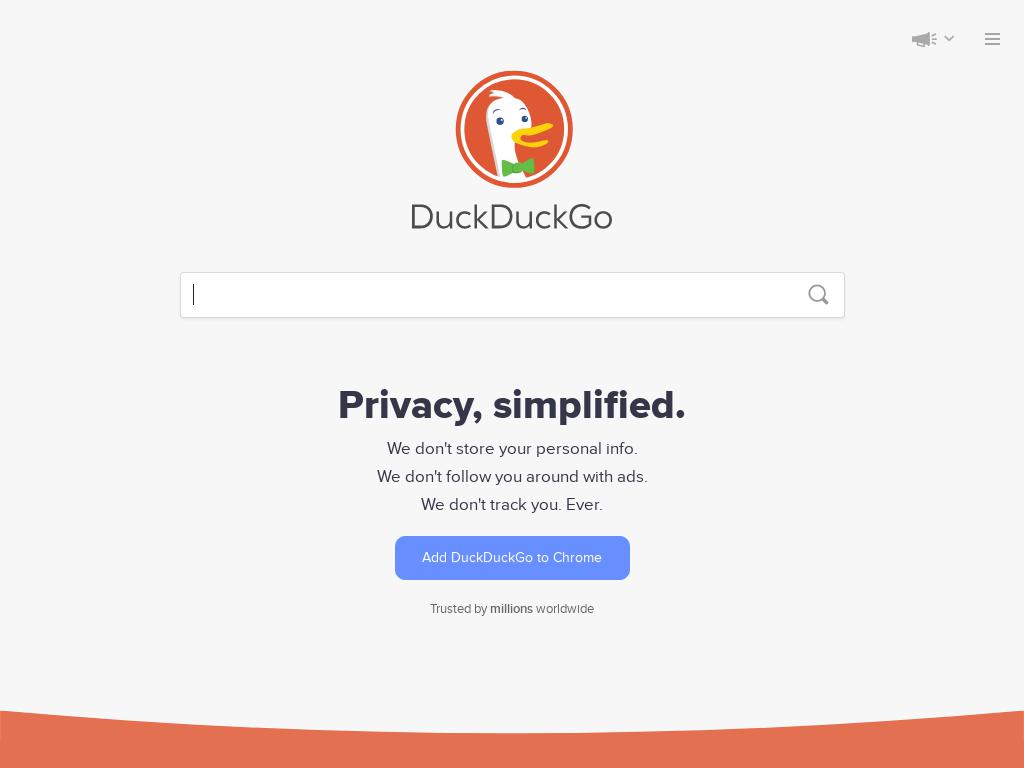 DuckDuckGo
Privacy, simplified.
We don't store your personal info.
We don't follow you around with ads.
We don't track you. Ever.
Add DuckDuckGo to Chrome
Trusted by millions worldwide